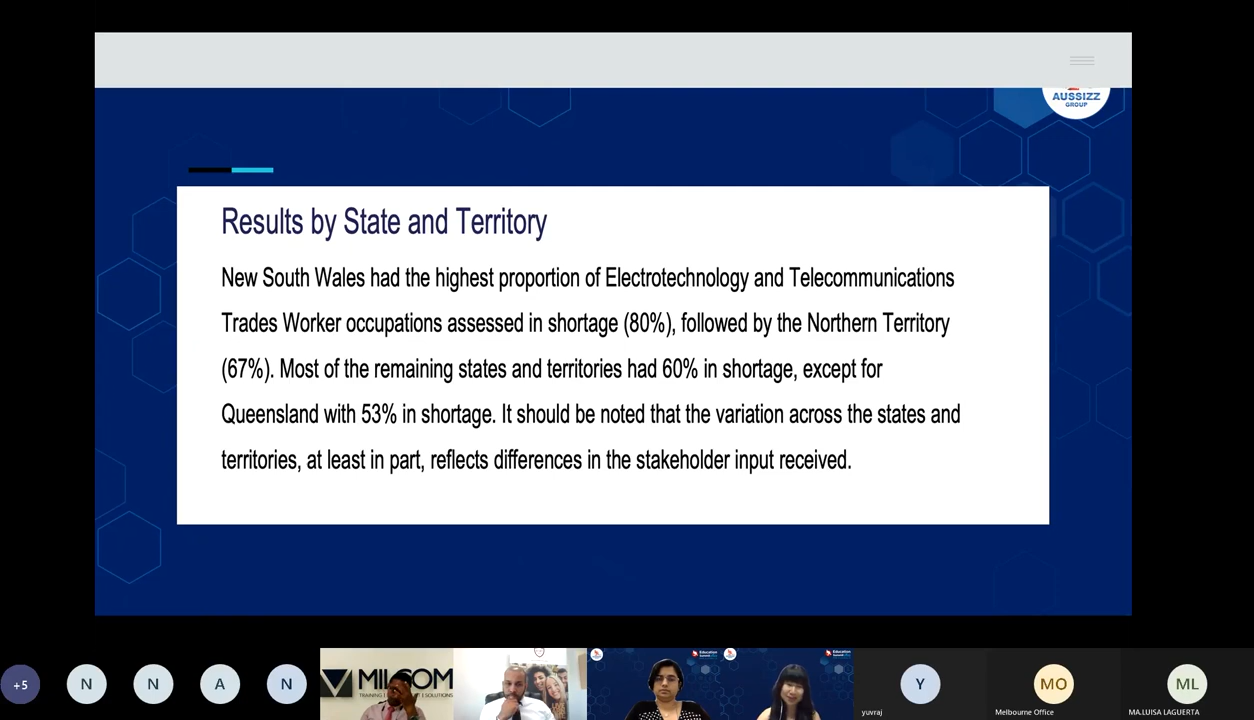 AUSSIZZ
GROUP
Results by State and Territory
New South Wales had the highest proportion of Electrotechnology and Telecommunications
Trades Worker occupations assessed in shortage (80%), followed by the Northern Territory
(67%). Most of the remaining states and territories had 60% in shortage, except for
Queensland with 53% in shortage. It should be noted that the variation across the states and
territories, at least in part, reflects differences in the stakeholder input received.
+5
N
N
A
N
Education
Education
Y
MO
ML
yuvraj
Melbourne Office
MA.LUISA LAGUERTA